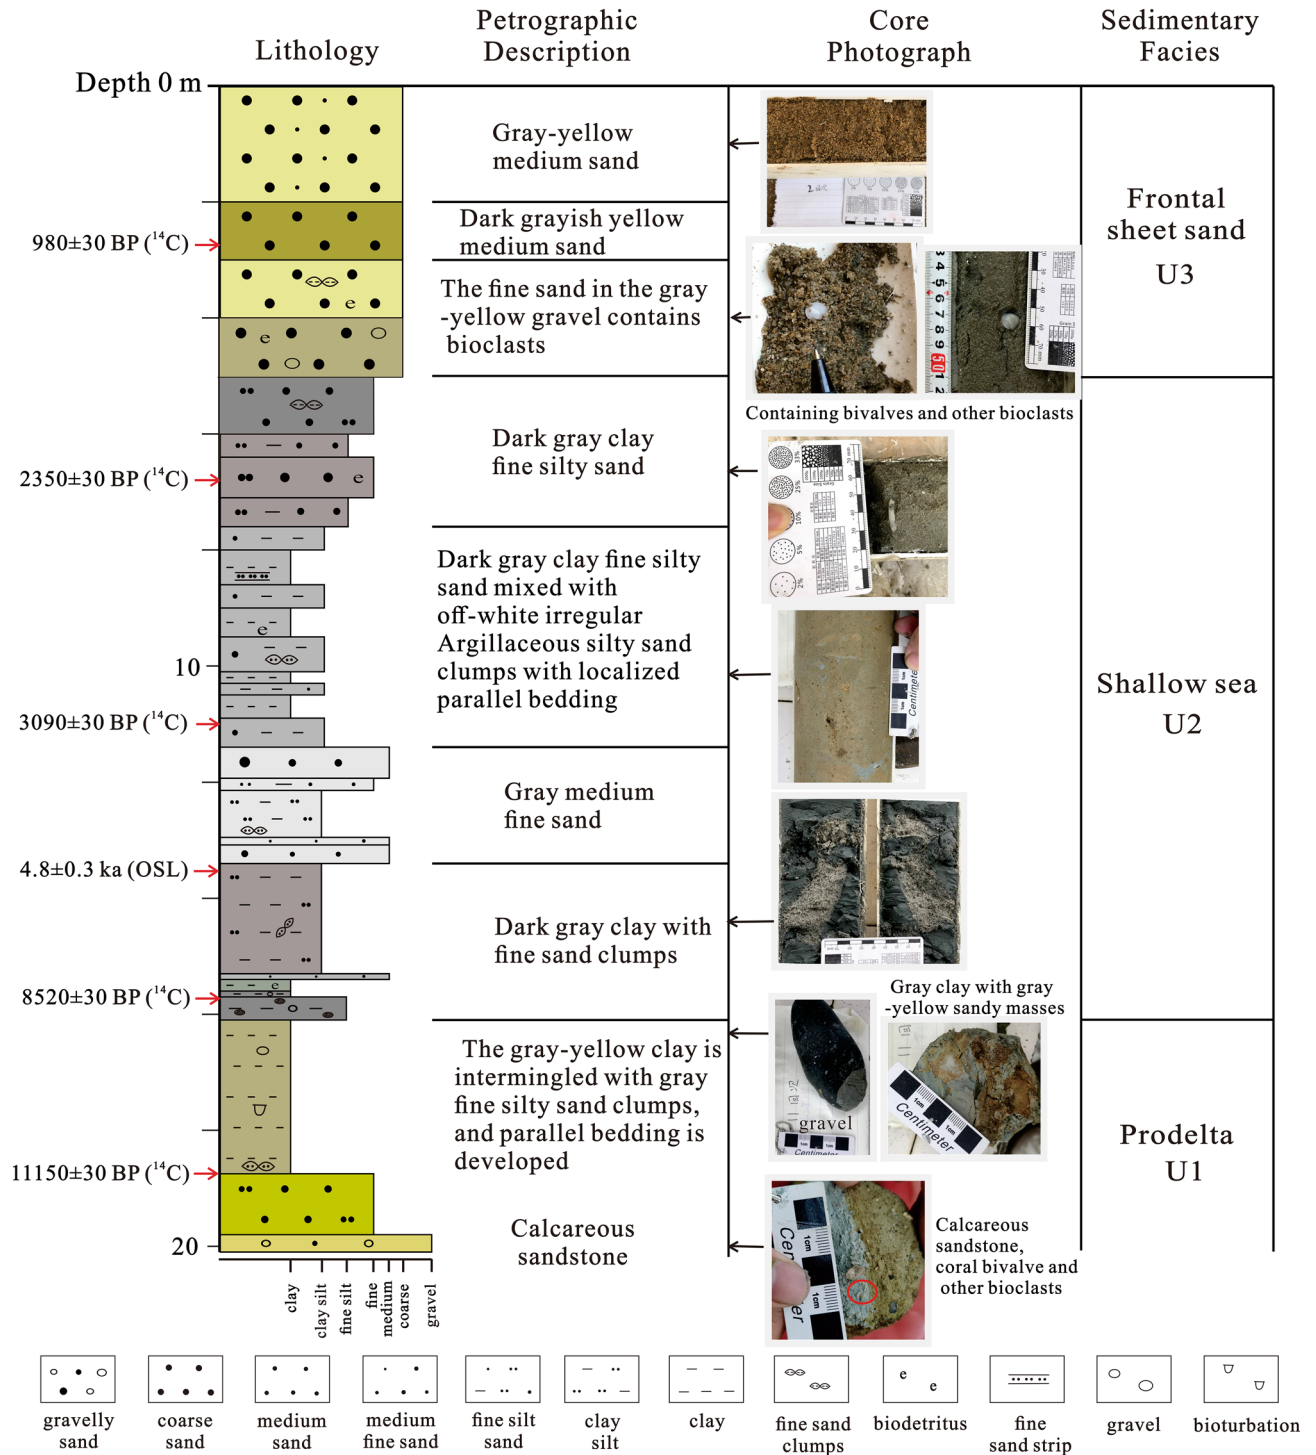 Lithology
Petrographic
Description
Core
Photograph
Sedimentary
Facies
Depth 0 m
10
20
980±30 BP (¹⁴C)
2350±30 BP (¹⁴C)
3090±30 BP (¹⁴C)
4.8±0.3 ka (OSL)
8520±30 BP (¹⁴C)
11150±30 BP (¹⁴C)
Gray-yellow
medium sand
Dark grayish yellow
medium sand
The fine sand in the gray
-yellow gravel contains
bioclasts
Dark gray clay
fine silty sand
Dark gray clay fine silty
sand mixed with
off-white irregular
Argillaceous silty sand
clumps with localized
parallel bedding
Gray medium
fine sand
Dark gray clay with
fine sand clumps
The gray-yellow clay is
intermingled with gray
fine silty sand clumps,
and parallel bedding is
developed
Calcareous
sandstone
Containing bivalves and other bioclasts
Centimeter
1cm
Gray clay with gray
-yellow sandy masses
gravel
Centimeter
1cm
Centimeter
1cm
1cm
Calcareous
sandstone,
coral bivalve and
other bioclasts
Frontal
sheet sand
U3
Shallow sea
U2
Prodelta
U1
clay
clay silt
fine silt
fine
medium
coarse
gravel
gravelly
sand
coarse
sand
medium
sand
medium
fine sand
fine silt
sand
clay
silt
clay
fine sand
clumps
biodetritus
fine
sand strip
gravel
bioturbation